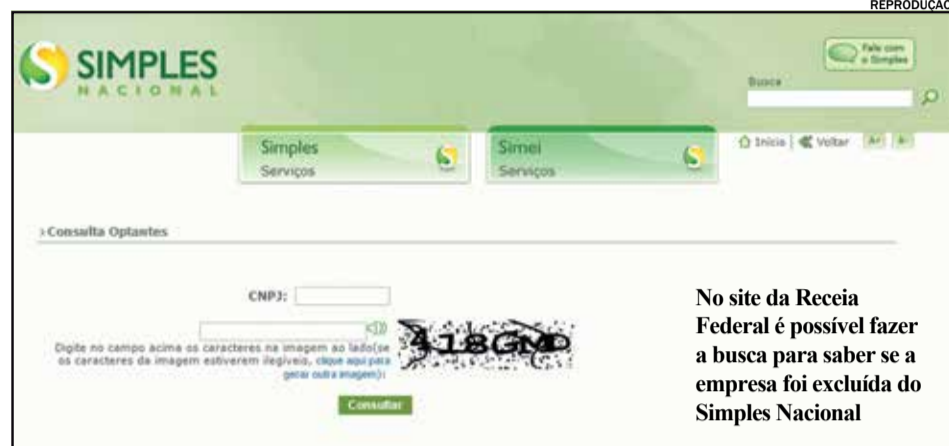 REPRODUÇÃO
SIMPLES
NACIONAL
Fale com
o Simples
Busca
Início | Voltar A+ A-
Simples
Serviços
Simei
Serviços
Consulta Optantes
CNPJ:
Digite no campo acima os caracteres na imagem ao lado(se
os caracteres da imagem estiverem ilegíveis, clique aqui para
gerar outra imagem):
Consultar
No site da Receia
Federal é possível fazer
a busca para saber se a
empresa foi excluída do
Simples Nacional